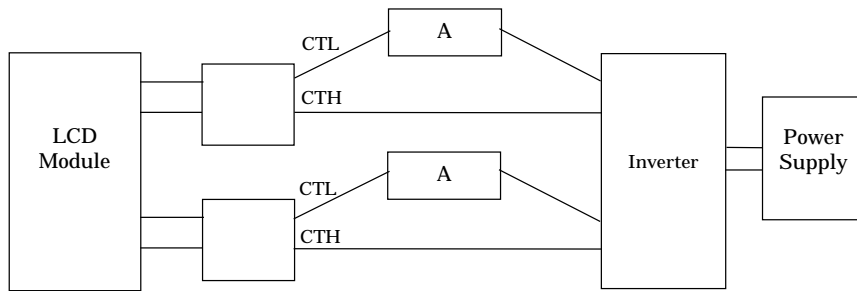 CTL
A
CTH
LCD
Module
Inverter
Power
Supply
CTL
A
CTH